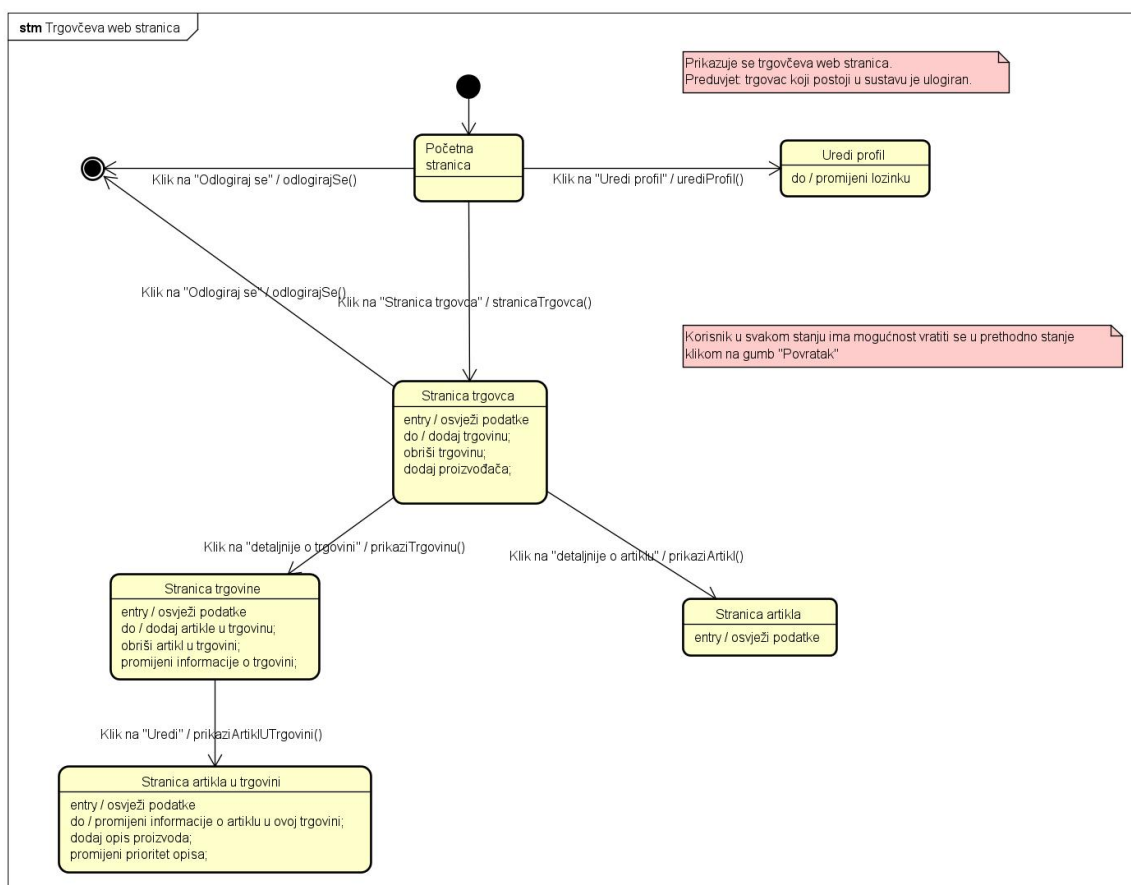 stm Trgovčeva web stranica
Prikazuje se trgovčeva web stranica.
Preduvjet: trgovac koji postoji u sustavu je ulogiran.
Početna
stranica
Uredi profil
do / promijeni lozinku
Klik na "Odlogiraj se" / odlogirajSe()
Klik na "Uredi profil" / urediProfil()
Klik na "Odlogiraj se" / odlogirajSe()
Klik na "Stranica trgovca" / stranicaTrgovca()
Korisnik u svakom stanju ima mogućnost vratiti se u prethodno stanje
klikom na gumb "Povratak"
Stranica trgovca
entry / osvježi podatke
do / dodaj trgovinu;
obriši trgovinu;
dodaj proizvođača;
Klik na "detaljnije o trgovini" / prikaziTrgovinu()
Klik na "detaljnije o artiklu" / prikaziArtikl()
Stranica trgovine
entry / osvježi podatke
do / dodaj artikle u trgovinu;
obriši artikl u trgovini;
promijeni informacije o trgovini;
Stranica artikla
entry / osvježi podatke
Klik na "Uredi" / prikaziArtiklUTrgovini()
Stranica artikla u trgovini
entry / osvježi podatke
do / promijeni informacije o artiklu u ovoj trgovini;
dodaj opis proizvoda;
promijeni prioritet opisa;